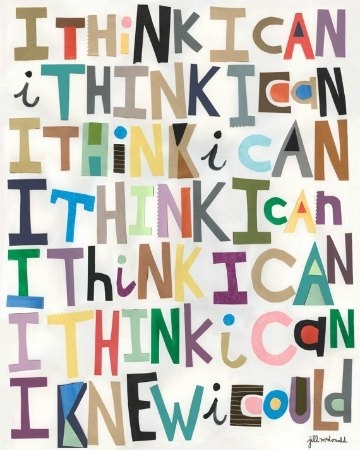 I THiNK I CAN
i THINK I can
I THiNK i CAN
I THINK I can
I ThiNK I CAN
I THINK i Can
I KNEW i COULd
jill mcdonald